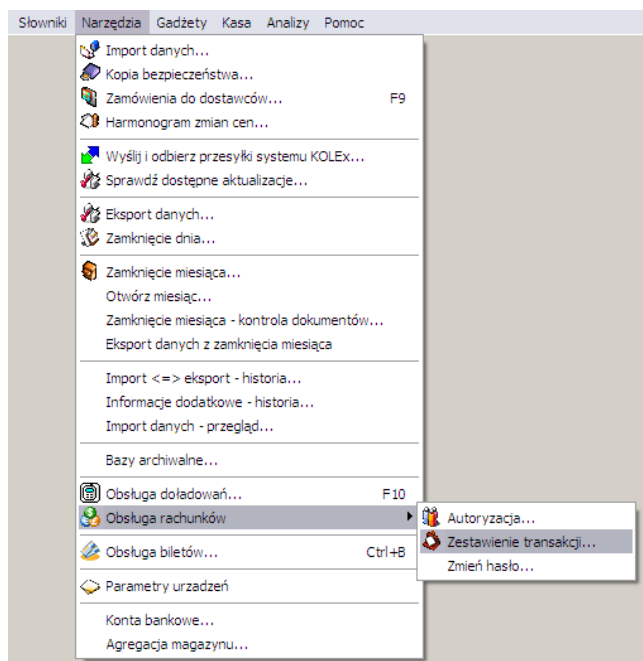 Słowniki Narzędzia Gadżety Kasa Analizy Pomoc
Import danych...
Kopia bezpieczeństwa...
Zamówienia do dostawców... F9
Harmonogram zmian cen...
Wyślij i odbierz przesyłki systemu KOLEx...
Sprawdź dostępne aktualizacje...
Eksport danych...
Zamknięcie dnia...
Zamknięcie miesiąca...
Otwórz miesiąc...
Zamknięcie miesiąca - kontrola dokumentów...
Eksport danych z zamknięcia miesiąca
Import <=> eksport - historia...
Informacje dodatkowe - historia...
Import danych - przegląd...
Bazy archiwalne...
Obsługa doładowań... F10
Obsługa rachunków
Autoryzacja...
Zestawienie transakcji...
Zmień hasło...
Obsługa biletów... Ctrl+B
Parametry urzadzeń
Konta bankowe...
Agregacja magazynu...